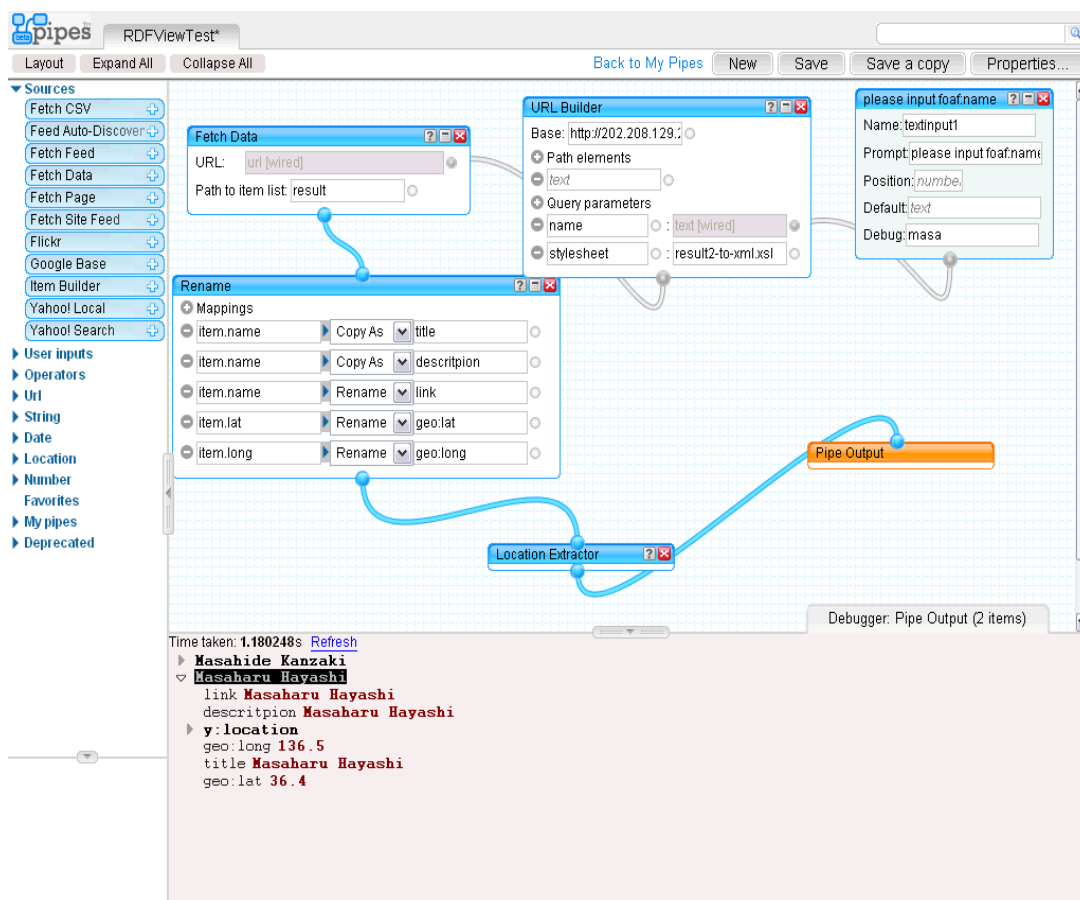 pipes
beta
RDFViewTest*
Layout Expand All Collapse All
Back to My Pipes New Save Save a copy Properties...
Sources
Fetch CSV
Feed Auto-Discover
Fetch Feed
Fetch Data
Fetch Page
Fetch Site Feed
Flickr
Google Base
Item Builder
Yahoo! Local
Yahoo! Search
User inputs
Operators
Url
String
Date
Location
Number
Favorites
My pipes
Deprecated
Fetch Data
URL: url [wired]
Path to item list: result
URL Builder
Base: http://202.208.129.2
Path elements
text
Query parameters
name : text [wired]
stylesheet : result2-to-xml.xsl
please input foaf:name
Name: textinput1
Prompt: please input foaf:name
Position: number
Default: text
Debug: masa
Rename
Mappings
item.name Copy As title
item.name Copy As descritpion
item.name Rename link
item.lat Rename geo:lat
item.long Rename geo:long
Pipe Output
Location Extractor
Debugger: Pipe Output (2 items)
Time taken: 1.180248s Refresh
Masahide Kanzaki
Masaharu Hayashi
link Masaharu Hayashi
descritpion Masaharu Hayashi
y:location
geo:long 136.5
title Masaharu Hayashi
geo:lat 36.4